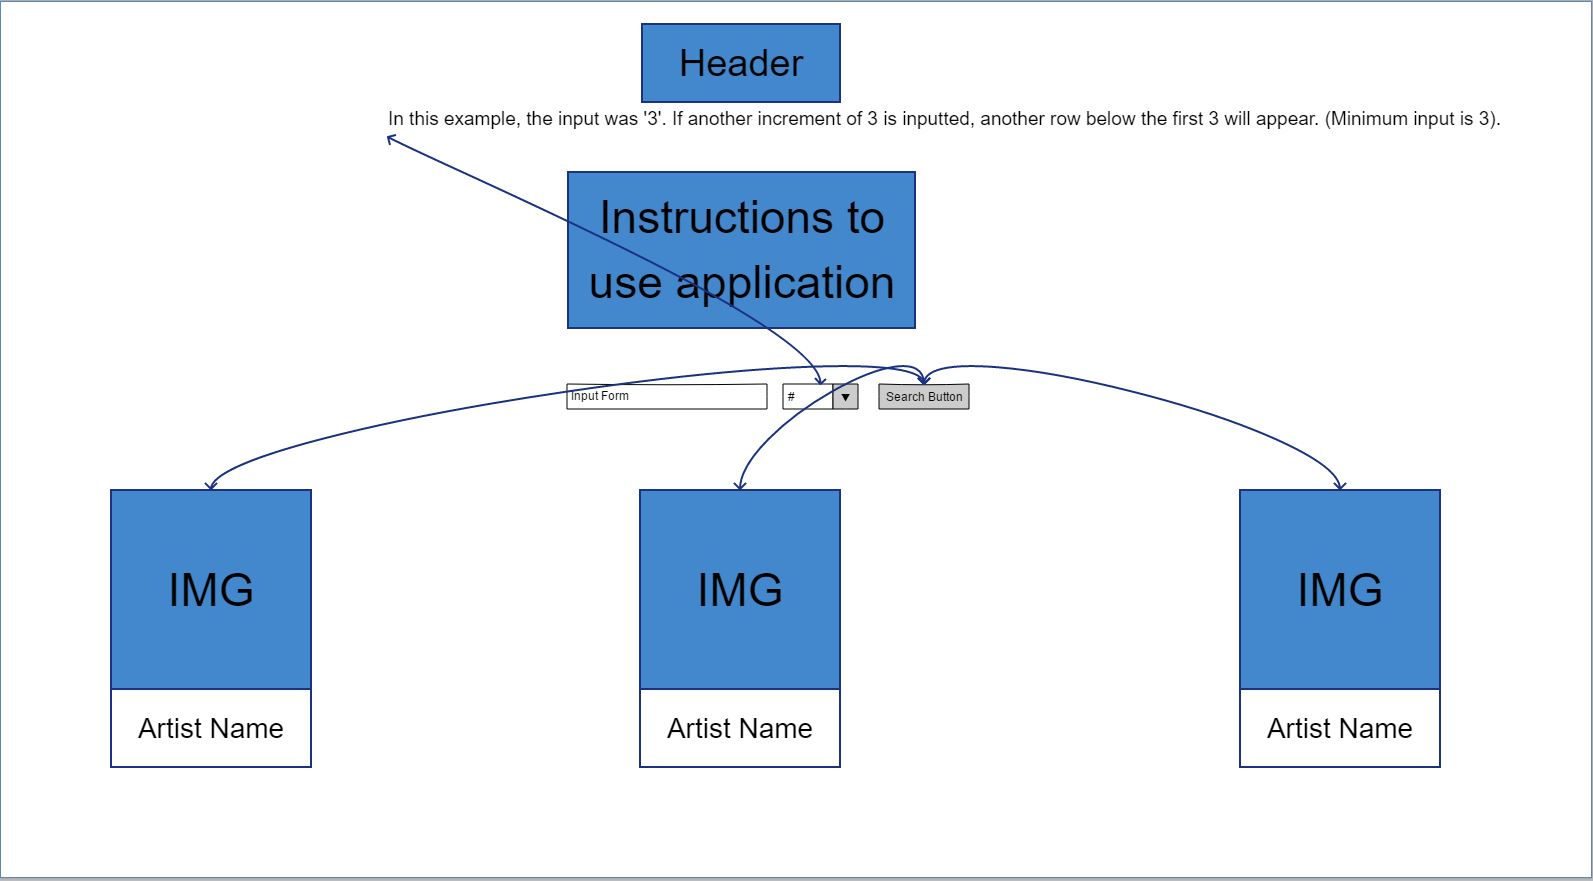 Header
In this example, the input was '3'. If another increment of 3 is inputted, another row below the first 3 will appear. (Minimum input is 3).
Instructions to
use application
Input Form
#
Search Button
IMG
IMG
IMG
Artist Name
Artist Name
Artist Name